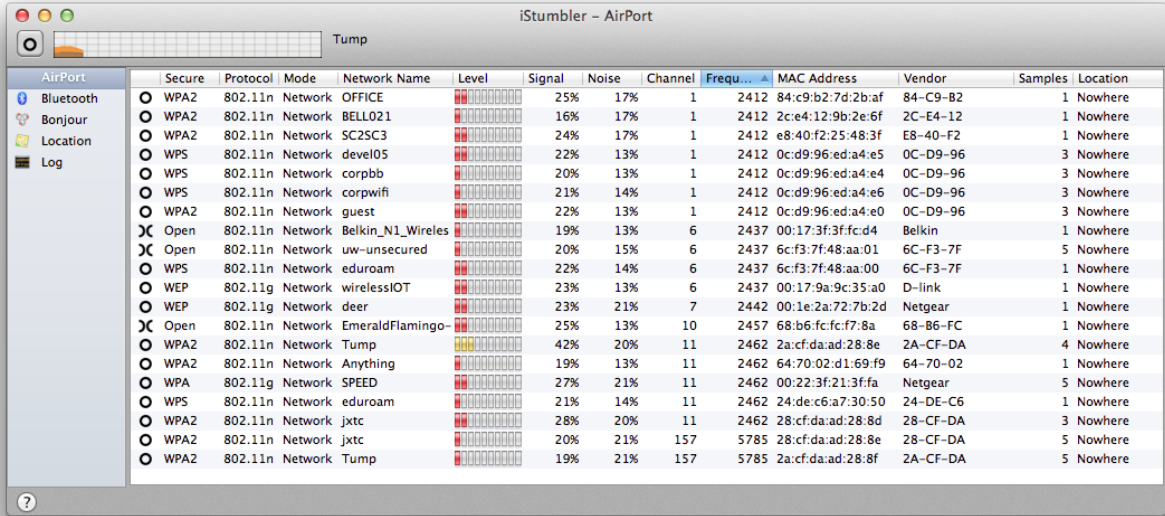 iStumbler – AirPort
Tump
AirPort
Bluetooth
Bonjour
Location
Log
Secure Protocol Mode Network Name Level Signal Noise Channel Frequ... MAC Address Vendor Samples Location
WPA2 802.11n Network OFFICE 25% 17% 1 2412 84:c9:b2:7d:2b:af 84-C9-B2 1 Nowhere
WPA2 802.11n Network BELL021 16% 17% 1 2412 2c:e4:12:9b:2e:6f 2C-E4-12 1 Nowhere
WPA2 802.11n Network SC2SC3 24% 17% 1 2412 e8:40:f2:25:48:3f E8-40-F2 1 Nowhere
WPS 802.11n Network devel05 22% 13% 1 2412 0c:d9:96:ed:a4:e5 0C-D9-96 3 Nowhere
WPS 802.11n Network corpbb 20% 13% 1 2412 0c:d9:96:ed:a4:e4 0C-D9-96 3 Nowhere
WPS 802.11n Network corpwifi 21% 14% 1 2412 0c:d9:96:ed:a4:e6 0C-D9-96 3 Nowhere
WPA2 802.11n Network guest 22% 13% 1 2412 0c:d9:96:ed:a4:e0 0C-D9-96 3 Nowhere
Open 802.11n Network Belkin_N1_Wireles 19% 13% 6 2437 00:17:3f:3f:fc:d4 Belkin 1 Nowhere
Open 802.11n Network uw-unsecured 20% 15% 6 2437 6c:f3:7f:48:aa:01 6C-F3-7F 5 Nowhere
WPS 802.11n Network eduroam 22% 14% 6 2437 6c:f3:7f:48:aa:00 6C-F3-7F 1 Nowhere
WEP 802.11g Network wirelessIOT 23% 13% 6 2437 00:17:9a:9c:35:a0 D-link 1 Nowhere
WEP 802.11g Network deer 23% 21% 7 2442 00:1e:2a:72:7b:2d Netgear 1 Nowhere
Open 802.11n Network EmeraldFlamingo- 25% 13% 10 2457 68:b6:fc:fc:f7:8a 68-B6-FC 1 Nowhere
WPA2 802.11n Network Tump 42% 20% 11 2462 2a:cf:da:ad:28:8e 2A-CF-DA 4 Nowhere
WPA2 802.11n Network Anything 19% 13% 11 2462 64:70:02:d1:69:f9 64-70-02 1 Nowhere
WPA 802.11g Network SPEED 27% 21% 11 2462 00:22:3f:21:3f:fa Netgear 5 Nowhere
WPS 802.11n Network eduroam 21% 14% 11 2462 24:de:c6:a7:30:50 24-DE-C6 1 Nowhere
WPA2 802.11n Network jxtc 28% 20% 11 2462 28:cf:da:ad:28:8d 28-CF-DA 3 Nowhere
WPA2 802.11n Network jxtc 20% 21% 157 5785 28:cf:da:ad:28:8e 28-CF-DA 5 Nowhere
WPA2 802.11n Network Tump 19% 21% 157 5785 2a:cf:da:ad:28:8f 2A-CF-DA 5 Nowhere
?